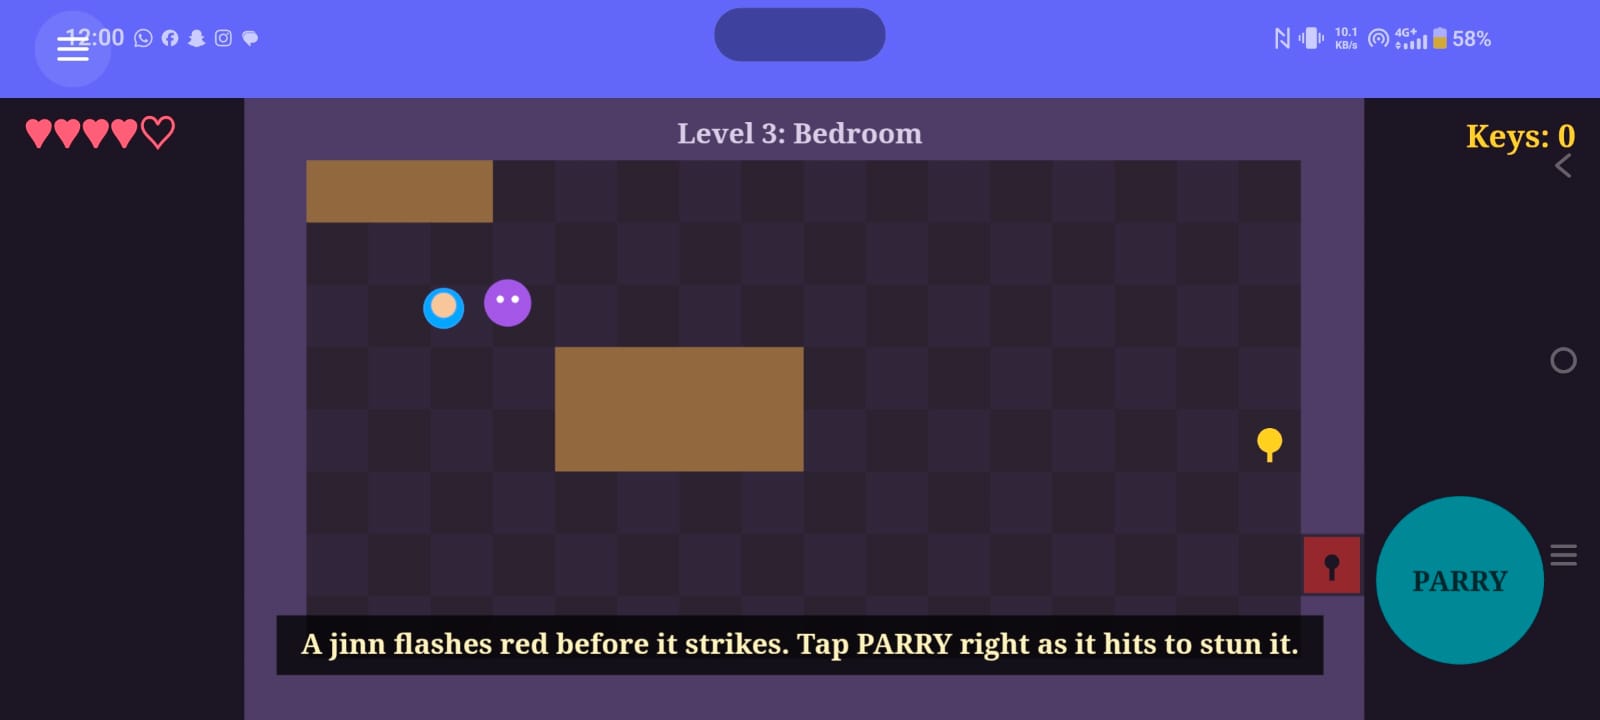 12:00
10.1
KB/s
4G+
58%
Level 3: Bedroom
Keys: 0
PARRY
A jinn flashes red before it strikes. Tap PARRY right as it hits to stun it.